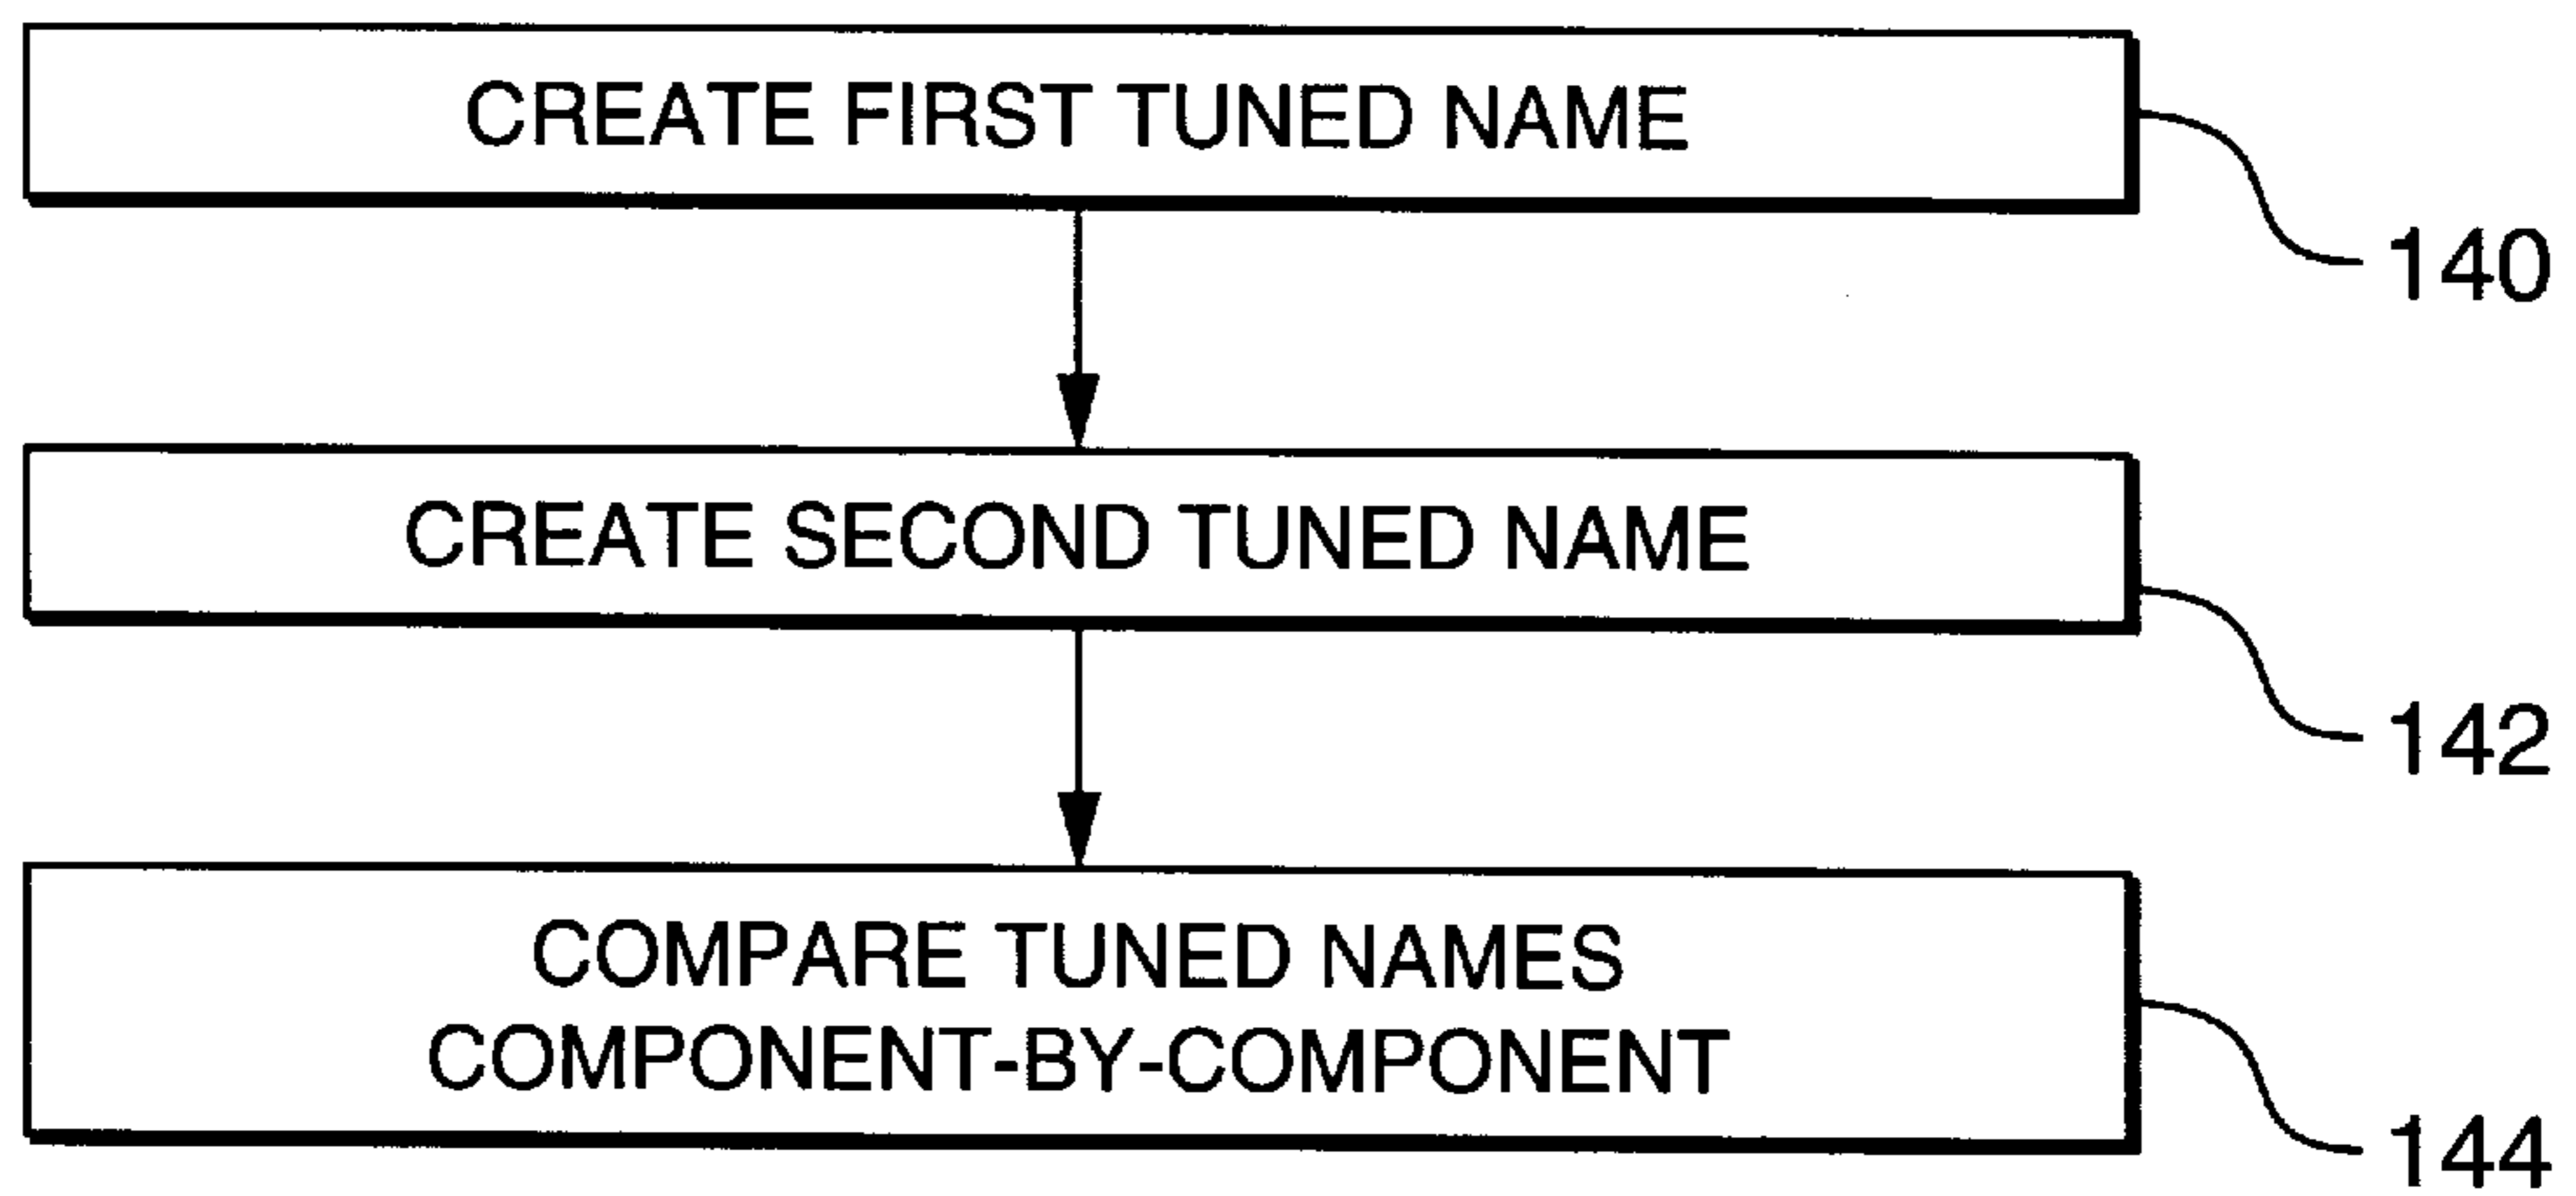 CREATE FIRST TUNED NAME
140
CREATE SECOND TUNED NAME
142
COMPARE TUNED NAMES
COMPONENT-BY-COMPONENT
144